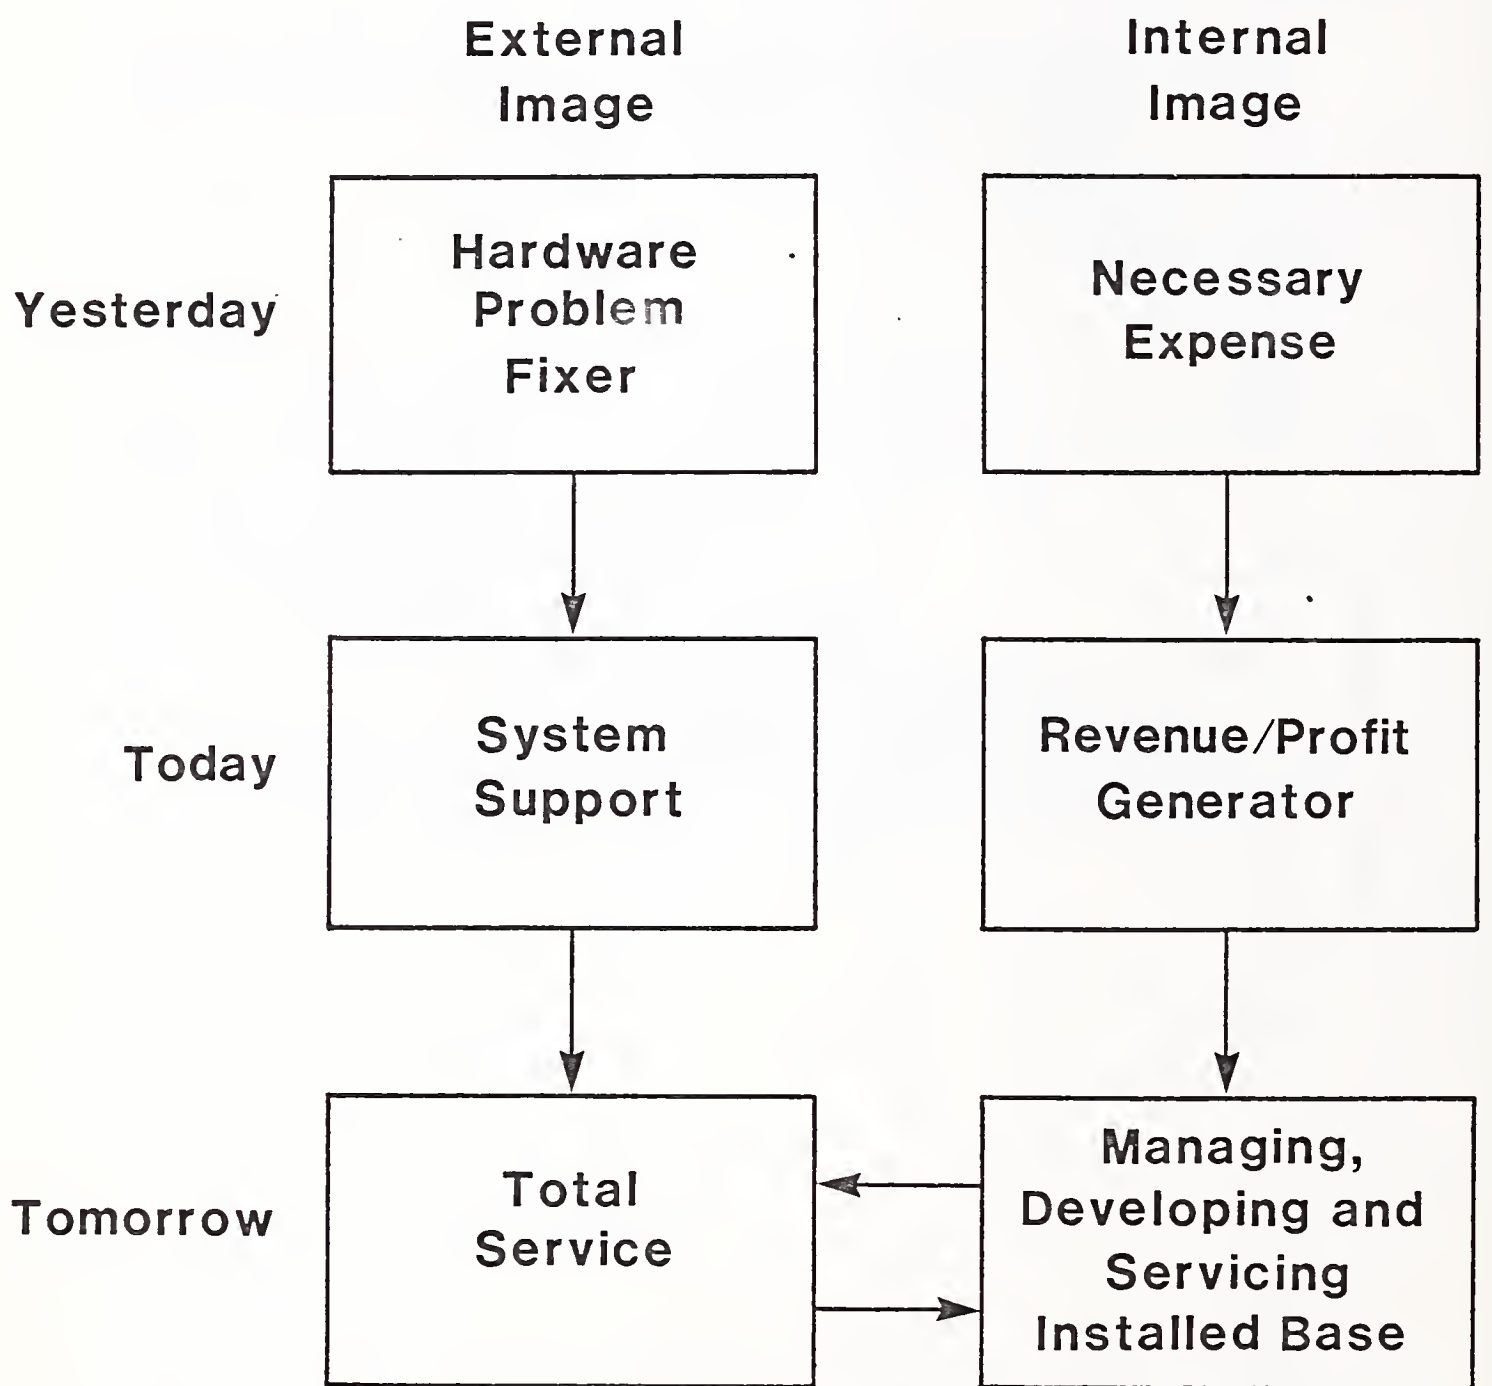 External
Image
Internal
Image
Yesterday
Hardware
Problem
Fixer
Necessary
Expense
Today
System
Support
Revenue/Profit
Generator
Tomorrow
Total
Service
Managing,
Developing and
Servicing
Installed Base